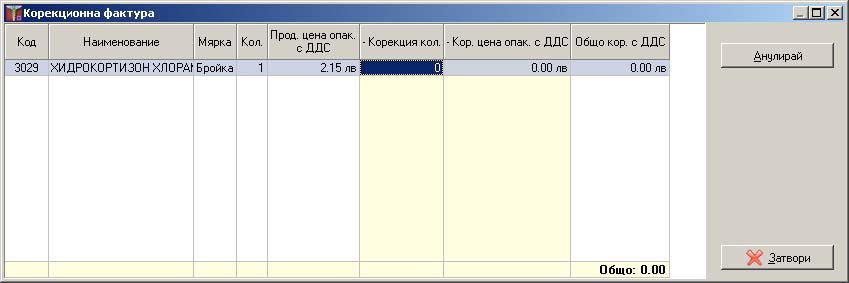 Корекционна фактура
Код Наименование Мярка Кол. Прод. цена опак. с ДДС - Корекция кол. - Кор. цена опак. с ДДС Общо кор. с ДДС
3029 ХИДРОКОРТИЗОН ХЛОРАМ Бройка 1 2.15 лв 0 0.00 лв 0.00 лв
Общо: 0.00
Анулирай
Затвори